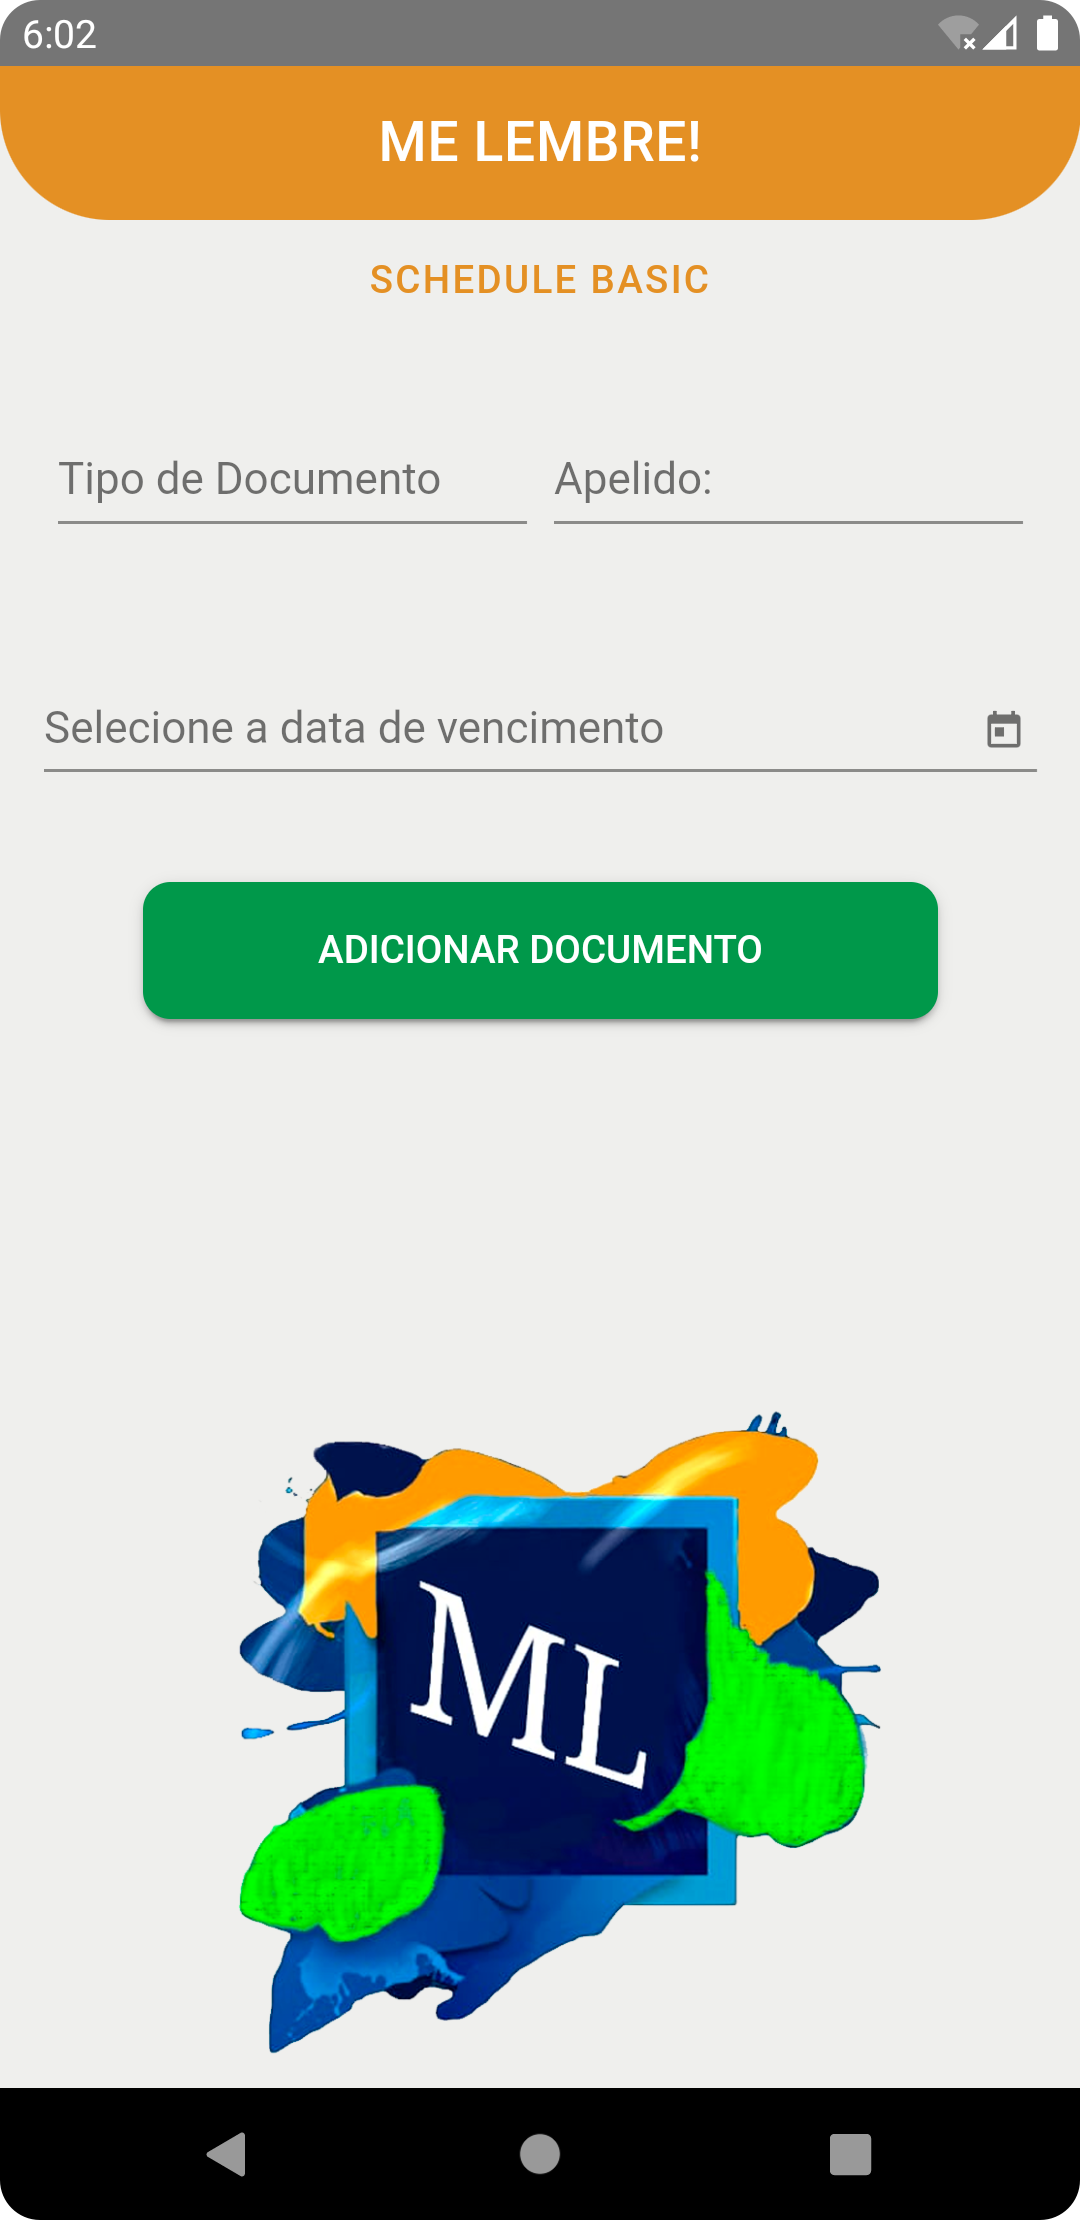 6:02
ME LEMBRE!
SCHEDULE BASIC
Tipo de Documento Apelido:
Selecione a data de vencimento
ADICIONAR DOCUMENTO
ML